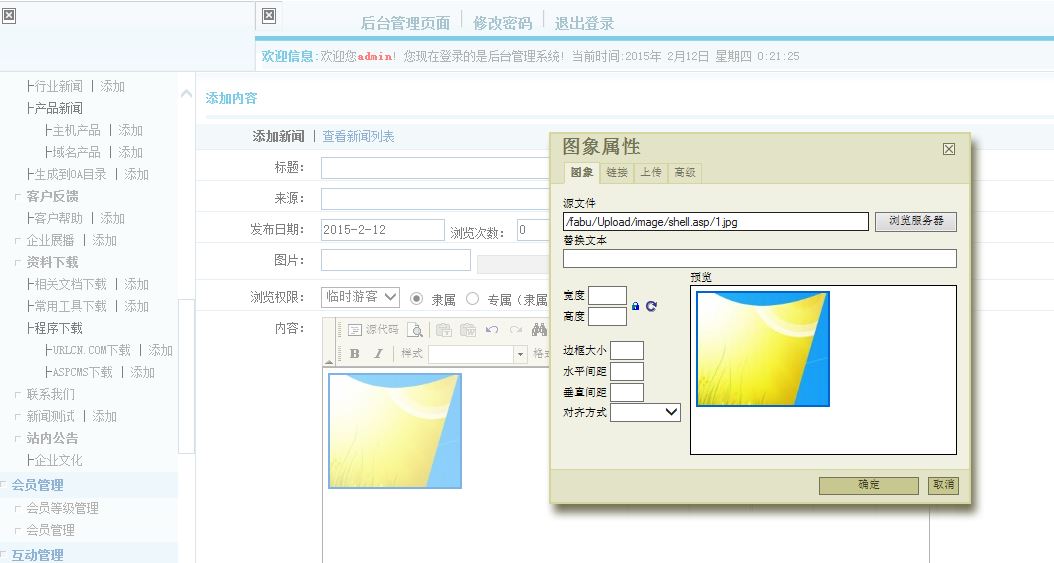 后台管理页面 | 修改密码 | 退出登录
欢迎信息:欢迎您admin! 您现在登录的是后台管理系统! 当前时间:2015年 2月12日 星期四 0:21:25
├行业新闻 | 添加
├产品新闻
├主机产品 | 添加
├域名产品 | 添加
├生成到OA目录 | 添加
客户反馈
├客户帮助 | 添加
企业展播 | 添加
资料下载
├相关文档下载 | 添加
├常用工具下载 | 添加
├程序下载
├URLCN.COM下载 | 添加
├ASPCMS下载 | 添加
联系我们
新闻测试 | 添加
站内公告
├企业文化
会员管理
会员等级管理
会员管理
互动管理
添加内容
添加新闻 | 查看新闻列表
标题:
来源:
发布日期: 2015-2-12 浏览次数: 0
图片:
浏览权限: 临时游客 隶属 专属（隶属
内容:
源代码
B I 样式 格式
图象属性
图象 链接 上传 高级
源文件
/fabu/Upload/image/shell.asp/1.jpg 浏览服务器
替换文本
预览
宽度
高度
边框大小
水平间距
垂直间距
对齐方式
确定 取消